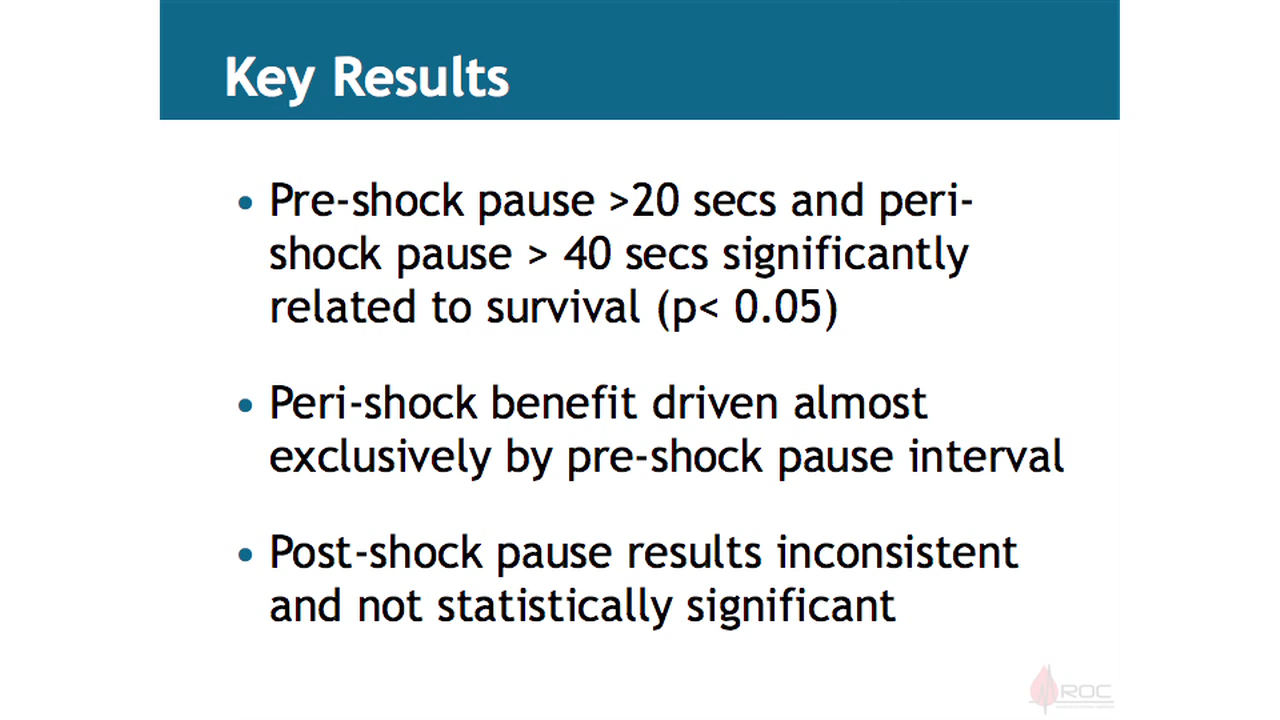 Key Results
• Pre-shock pause >20 secs and peri-
shock pause > 40 secs significantly
related to survival (p< 0.05)
• Peri-shock benefit driven almost
exclusively by pre-shock pause interval
• Post-shock pause results inconsistent
and not statistically significant
ROC